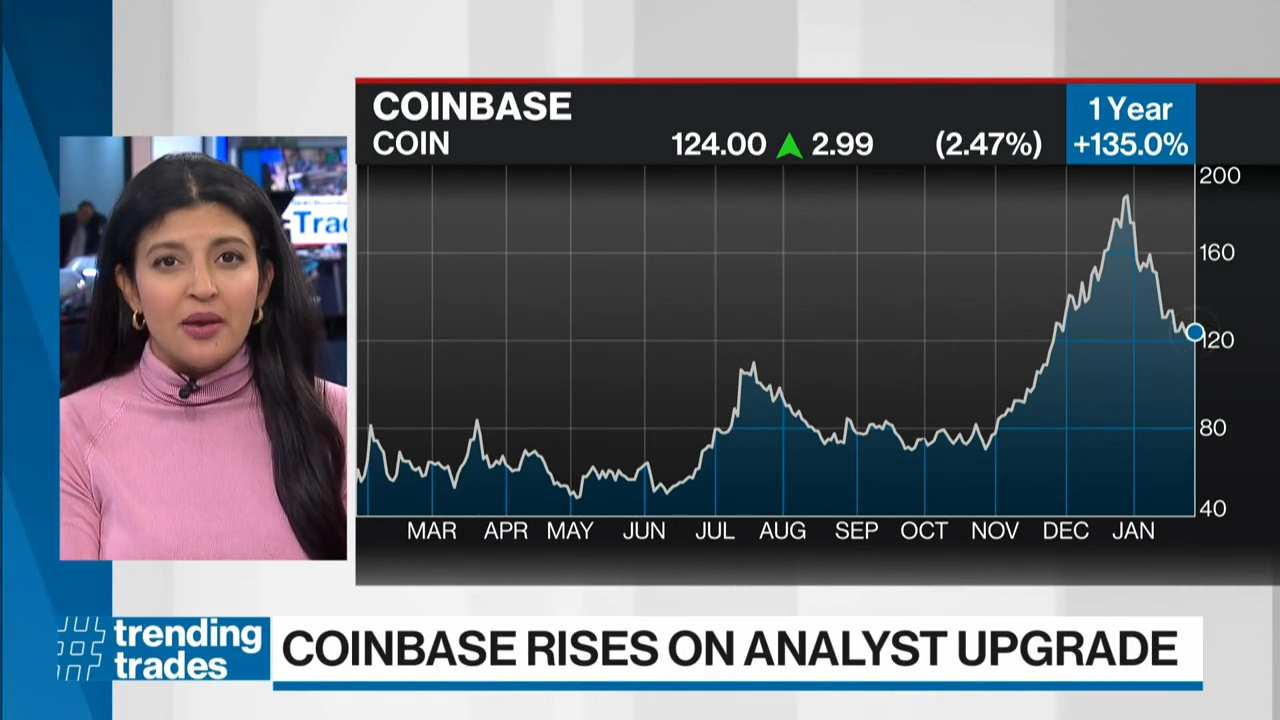 COINBASE
COIN 124.00 ▲ 2.99 (2.47%)
1 Year
+135.0%
200
160
120
80
40
MAR APR MAY JUN JUL AUG SEP OCT NOV DEC JAN
Trad
# trending
trades
COINBASE RISES ON ANALYST UPGRADE